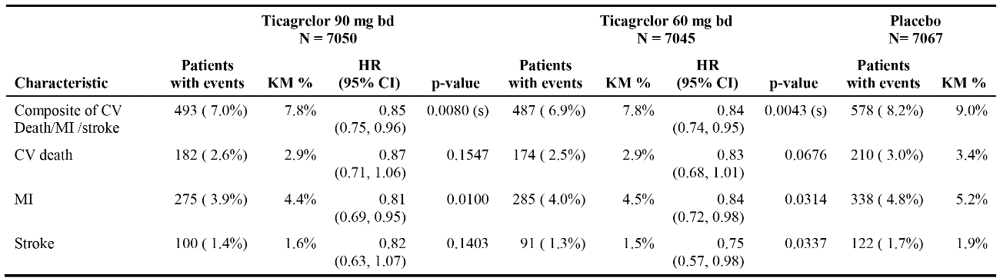 Ticagrelor 90 mg bd Ticagrelor 60 mg bd Placebo
N = 7050 N = 7045 N= 7067
Patients HR Patients HR Patients
Characteristic with events KM % (95% CI) p-value with events KM % (95% CI) p-value with events KM %
Composite of CV 493 ( 7.0%) 7.8% 0.85 0.0080 (s) 487 ( 6.9%) 7.8% 0.84 0.0043 (s) 578 ( 8.2%) 9.0%
Death/MI /stroke (0.75, 0.96) (0.74, 0.95)
CV death 182 ( 2.6%) 2.9% 0.87 0.1547 174 ( 2.5%) 2.9% 0.83 0.0676 210 ( 3.0%) 3.4%
(0.71, 1.06) (0.68, 1.01)
MI 275 ( 3.9%) 4.4% 0.81 0.0100 285 ( 4.0%) 4.5% 0.84 0.0314 338 ( 4.8%) 5.2%
(0.69, 0.95) (0.72, 0.98)
Stroke 100 ( 1.4%) 1.6% 0.82 0.1403 91 ( 1.3%) 1.5% 0.75 0.0337 122 ( 1.7%) 1.9%
(0.63, 1.07) (0.57, 0.98)